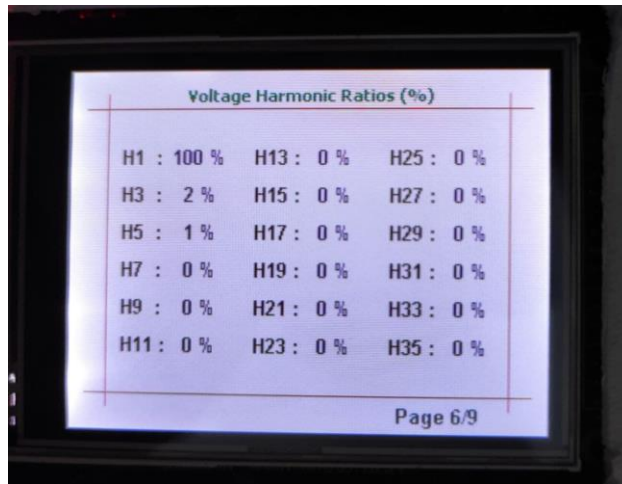 Voltage Harmonic Ratios (%)
H1 : 100 % H13 : 0 % H25 : 0 %
H3 : 2 % H15 : 0 % H27 : 0 %
H5 : 1 % H17 : 0 % H29 : 0 %
H7 : 0 % H19 : 0 % H31 : 0 %
H9 : 0 % H21 : 0 % H33 : 0 %
H11 : 0 % H23 : 0 % H35 : 0 %
Page 6/9